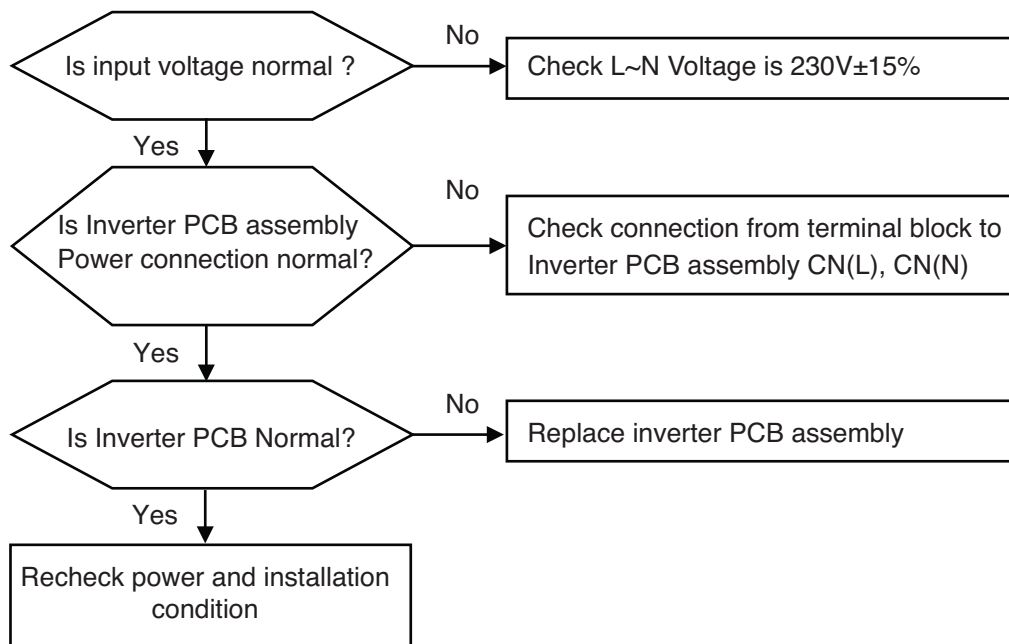 Is input voltage normal ?
No
Check L~N Voltage is 230V±15%
Yes
Is Inverter PCB assembly
Power connection normal?
No
Check connection from terminal block to
Inverter PCB assembly CN(L), CN(N)
Yes
Is Inverter PCB Normal?
No
Replace inverter PCB assembly
Yes
Recheck power and installation
condition